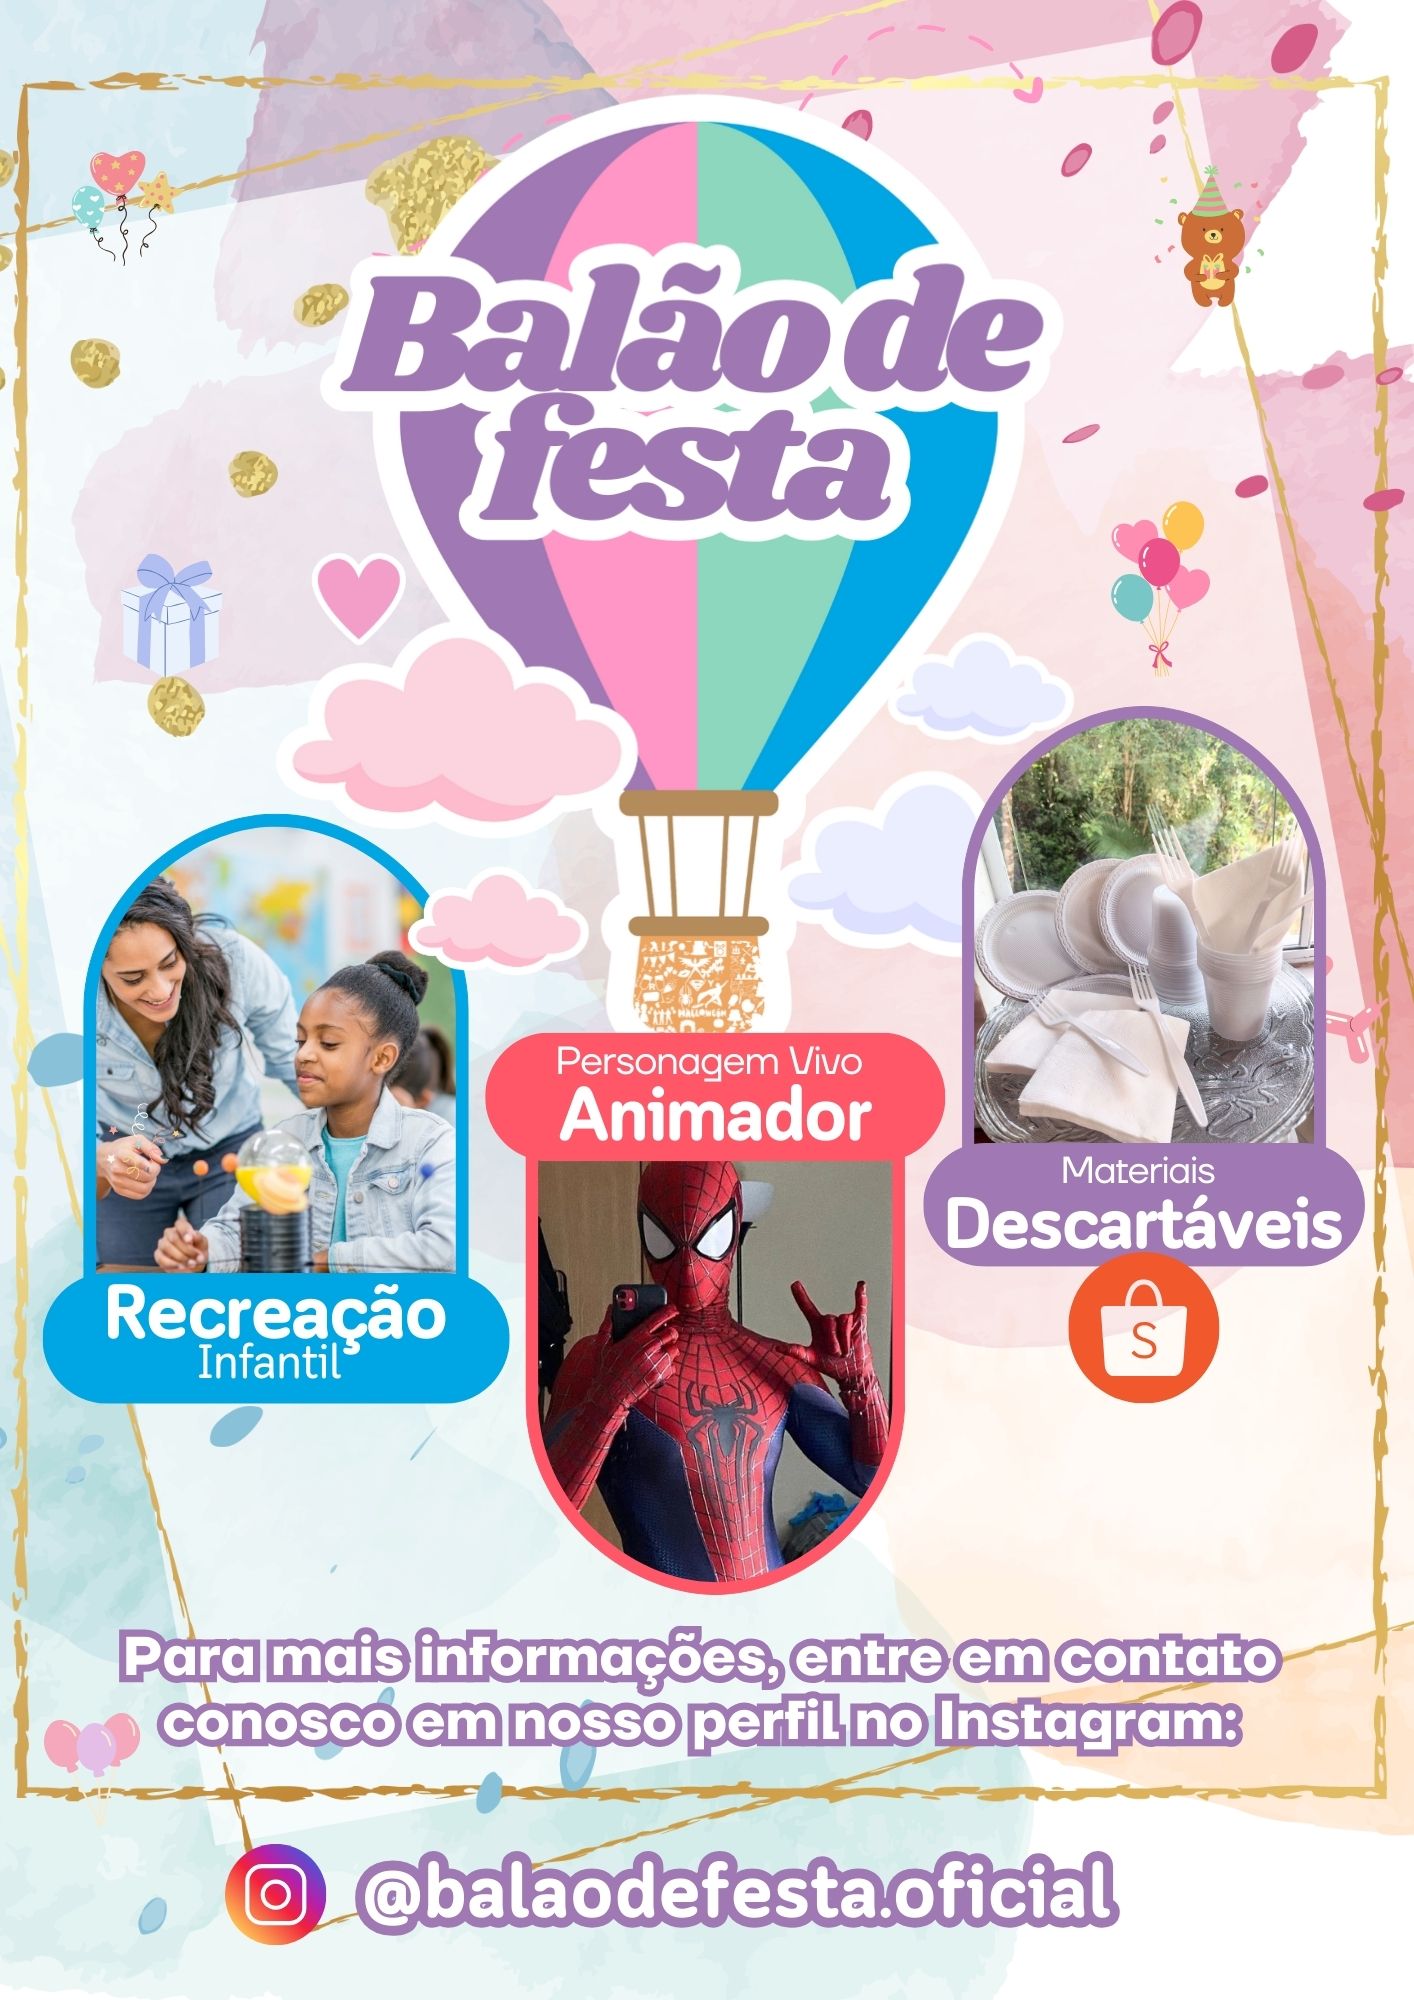 Balão de
festa
Personagem Vivo
Animador
Materiais
Descartáveis
S
Recreação
Infantil
HALLOWEEN
Para mais informações, entre em contato
conosco em nosso perfil no Instagram:
@balaodefesta.oficial